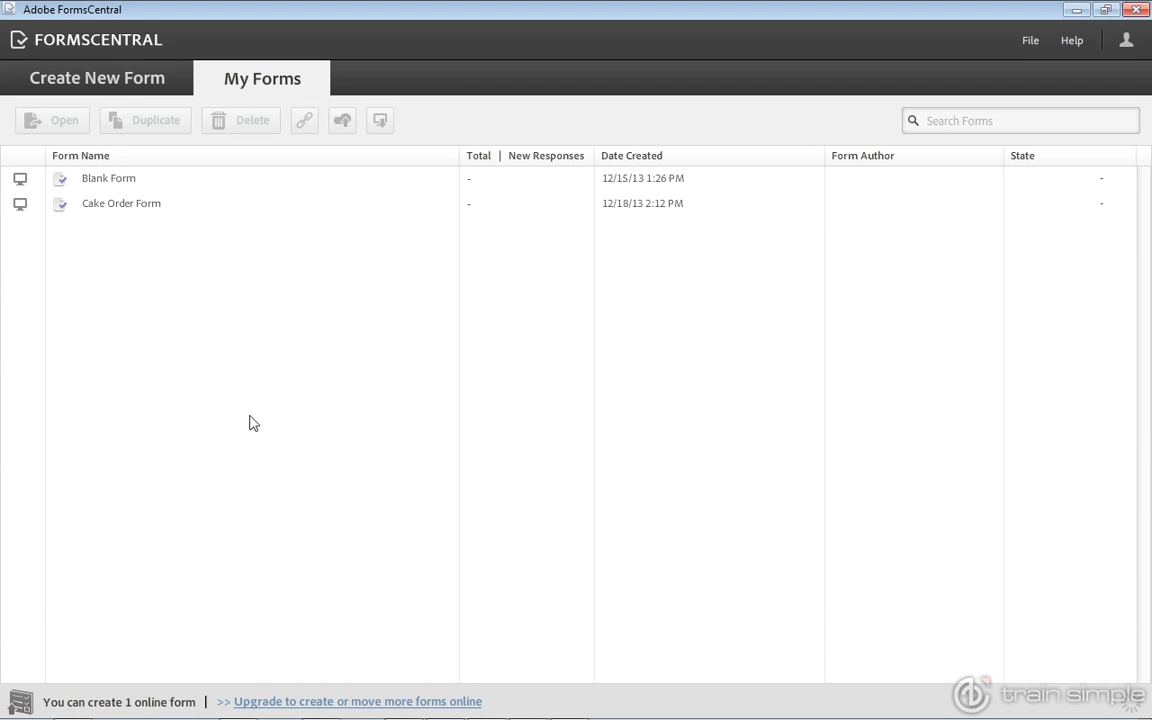 Adobe FormsCentral
FORMSCENTRAL
File
Help
Create New Form
My Forms
Open
Duplicate
Delete
Search Forms
Form Name
Total | New Responses
Date Created
Form Author
State
Blank Form
-
12/15/13 1:26 PM
-
Cake Order Form
-
12/18/13 2:12 PM
-
You can create 1 online form | >> Upgrade to create or move more forms online
train simple